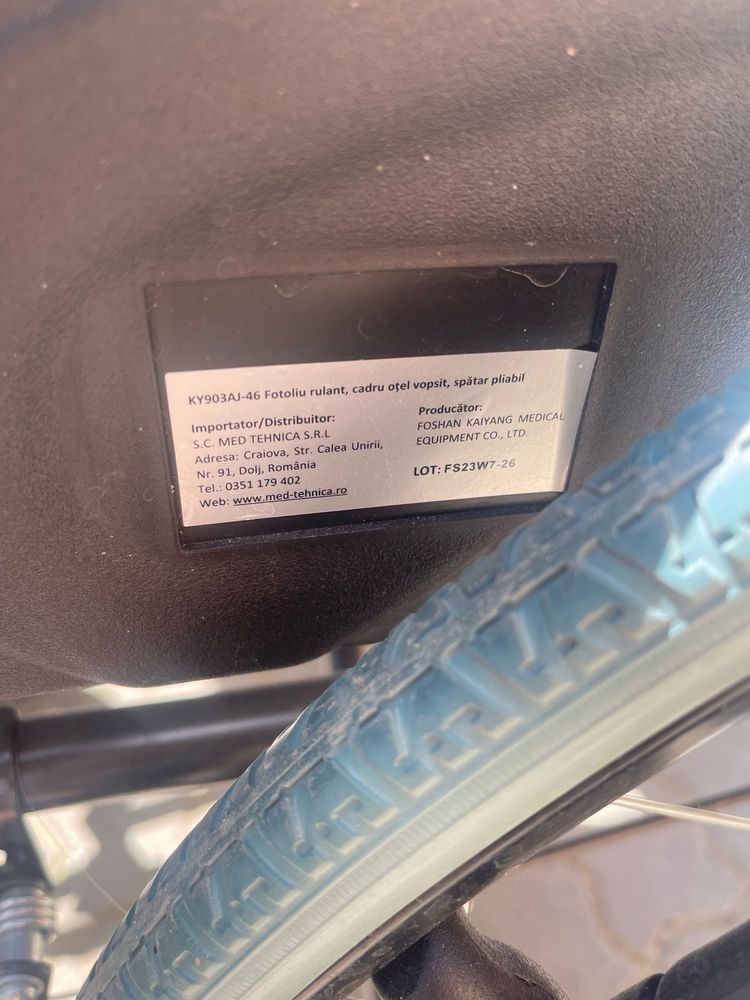 KY903AJ-46 Fotoliu rulant, cadru oțel vopsit, spătar pliabil
Importator/Distribuitor:
S.C. MED TEHNICA S.R.L
Adresa: Craiova, Str. Calea Unirii,
Nr. 91, Dolj, România
Tel.: 0351 179 402
Web: www.med-tehnica.ro
Producător:
FOSHAN KAIYANG MEDICAL
EQUIPMENT CO., LTD.
LOT: FS23W7-26